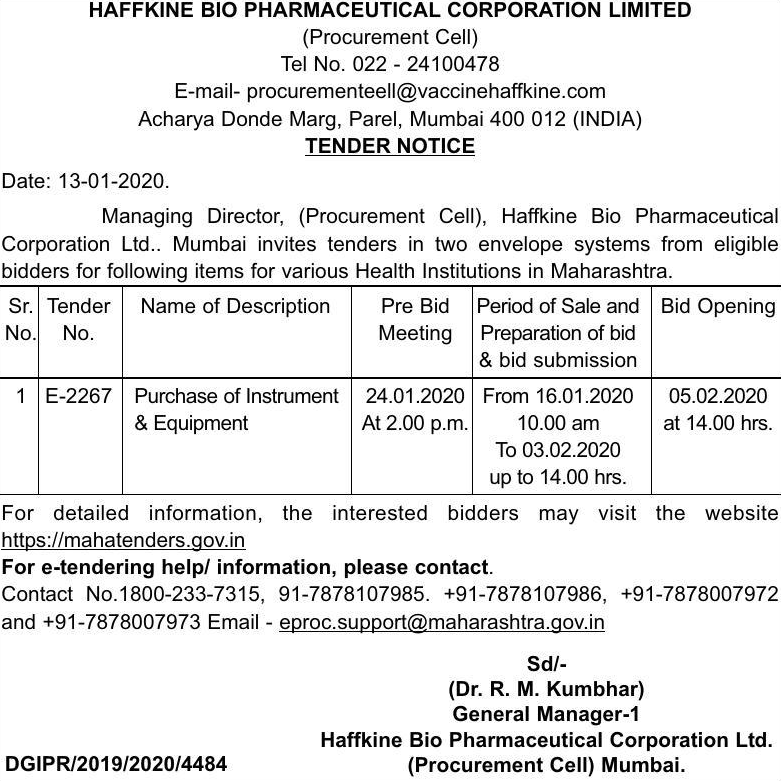 HAFFKINE BIO PHARMACEUTICAL CORPORATION LIMITED
(Procurement Cell)
Tel No. 022 - 24100478
E-mail- procurementeell@vaccinehaffkine.com
Acharya Donde Marg, Parel, Mumbai 400 012 (INDIA)
TENDER NOTICE
Date: 13-01-2020.
Managing Director, (Procurement Cell), Haffkine Bio Pharmaceutical
Corporation Ltd.. Mumbai invites tenders in two envelope systems from eligible
bidders for following items for various Health Institutions in Maharashtra.
Sr. No. Tender No. Name of Description Pre Bid Meeting Period of Sale and Preparation of bid & bid submission Bid Opening
1 E-2267 Purchase of Instrument & Equipment 24.01.2020 At 2.00 p.m. From 16.01.2020 10.00 am To 03.02.2020 up to 14.00 hrs. 05.02.2020 at 14.00 hrs.
For detailed information, the interested bidders may visit the website
https://mahatenders.gov.in
For e-tendering help/ information, please contact.
Contact No.1800-233-7315, 91-7878107985. +91-7878107986, +91-7878007972
and +91-7878007973 Email - eproc.support@maharashtra.gov.in
Sd/-
(Dr. R. M. Kumbhar)
General Manager-1
Haffkine Bio Pharmaceutical Corporation Ltd.
DGIPR/2019/2020/4484 (Procurement Cell) Mumbai.